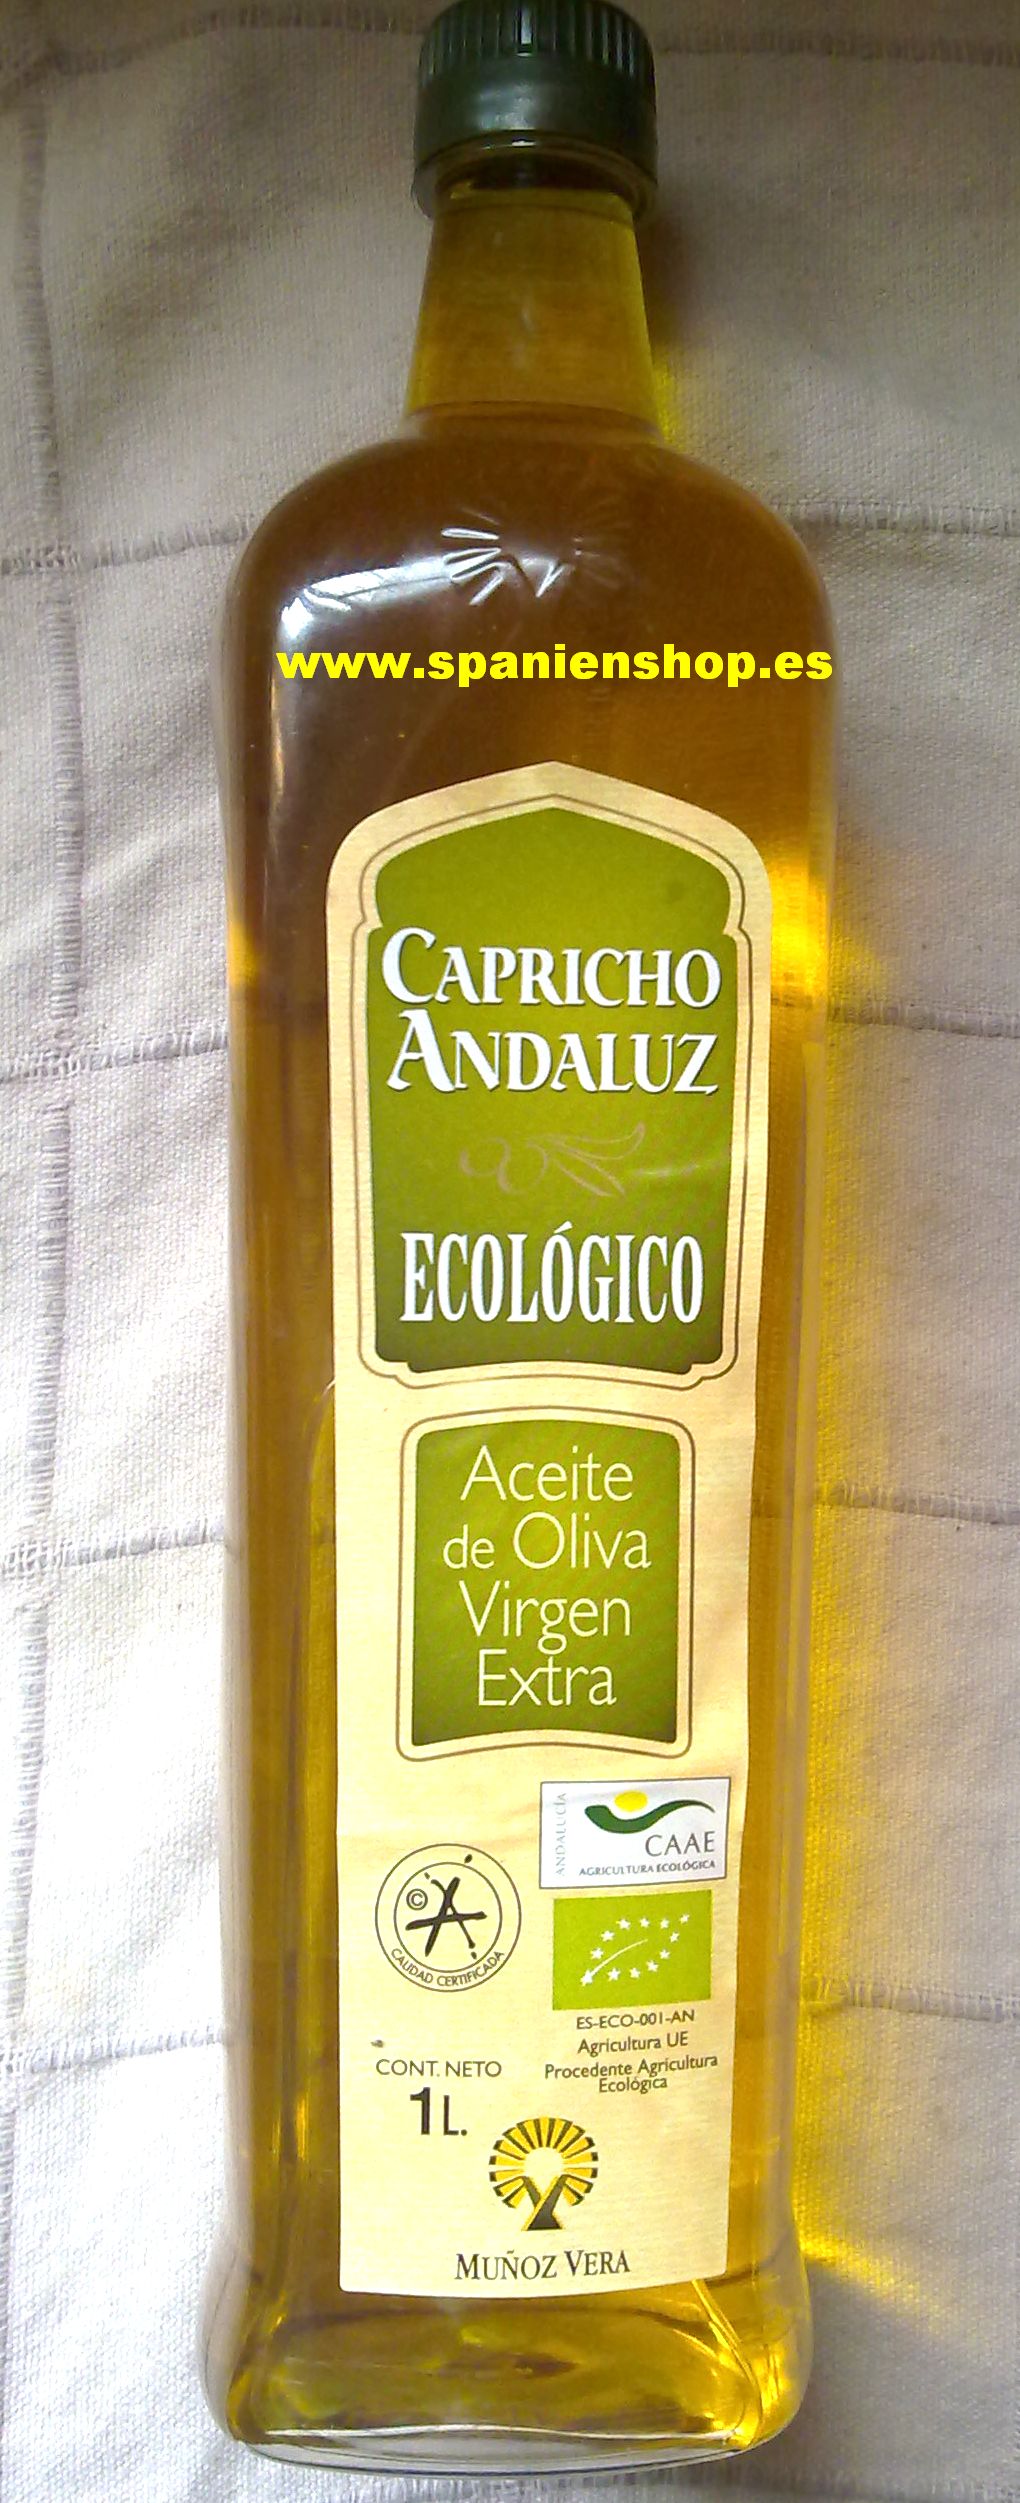 www.spanienshop.es
CAPRICHO
ANDALUZ
ECOLÓGICO
Aceite
de Oliva
Virgen
Extra
ANDALUCÍA
CAAE
AGRICULTURA ECOLÓGICA
©
A
CALIDAD CERTIFICADA
ES-ECO-001-AN
Agricultura UE
Procedente Agricultura
Ecológica
CONT. NETO
1 L.
MUÑOZ VERA